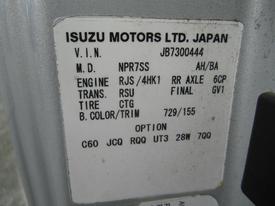 ISUZU MOTORS LTD. JAPAN
V.I.N. JB7300444
M.D. NPR7SS AH/BA
ENGINE RJS/4HK1 RR AXLE 6CP
TRANS. RSU FINAL GV1
TIRE CTG
B.COLOR/TRIM 729/155
OPTION
C60 JCQ RQQ UT3 28W 7QQ